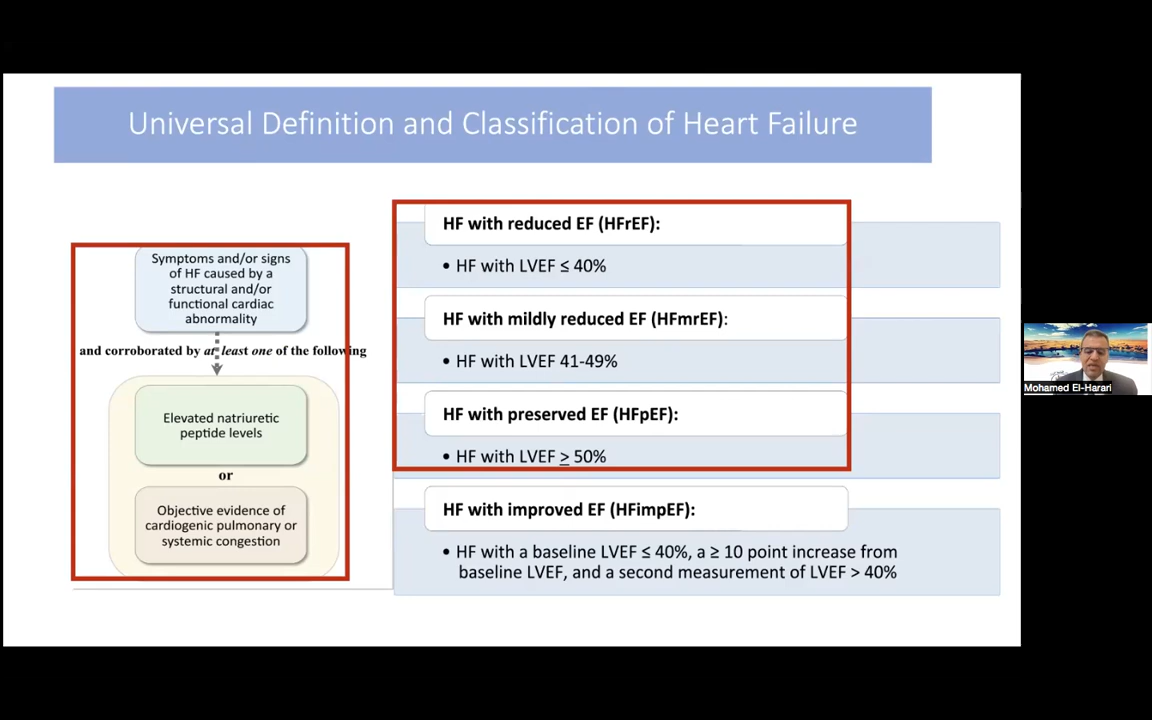 Universal Definition and Classification of Heart Failure
Symptoms and/or signs
of HF caused by a
structural and/or
functional cardiac
abnormality
and corroborated by at least one of the following
Elevated natriuretic
peptide levels
or
Objective evidence of
cardiogenic pulmonary or
systemic congestion
HF with reduced EF (HFrEF):
• HF with LVEF ≤ 40%
HF with mildly reduced EF (HFmrEF):
• HF with LVEF 41-49%
HF with preserved EF (HFpEF):
• HF with LVEF ≥ 50%
HF with improved EF (HFimpEF):
• HF with a baseline LVEF ≤ 40%, a ≥ 10 point increase from
baseline LVEF, and a second measurement of LVEF > 40%
Mohamed El-Harari